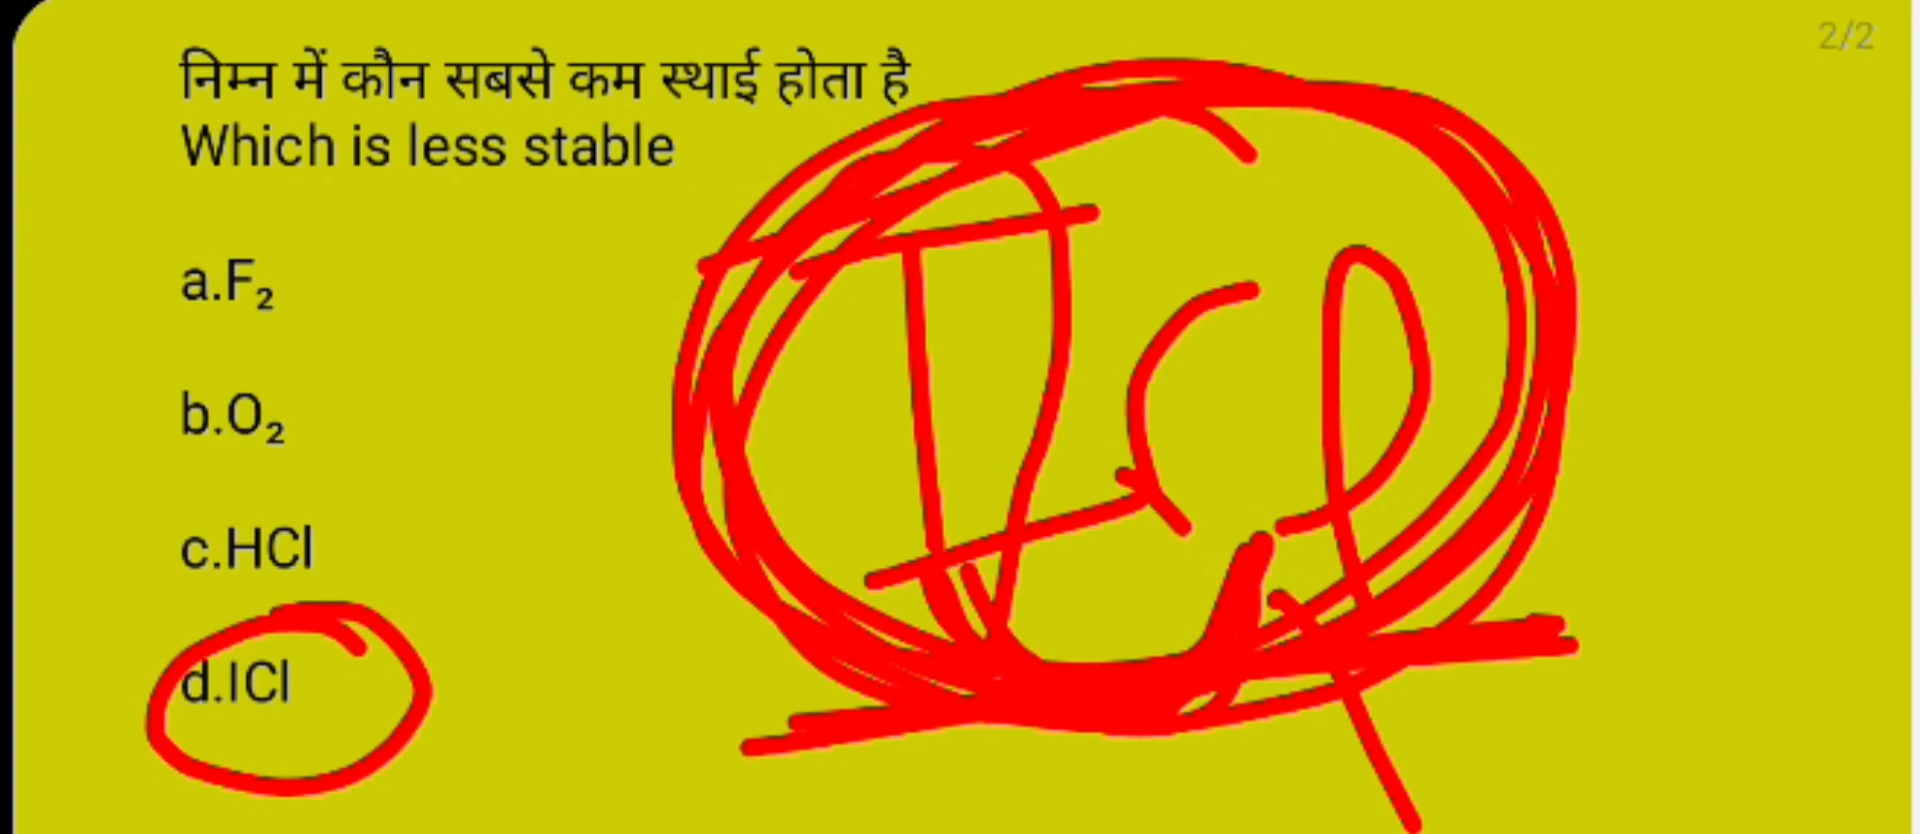 2/2
निम्न में कौन सबसे कम स्थाई होता है
Which is less stable
a.F₂
b.O₂
c.HCl
d.ICl
ICl